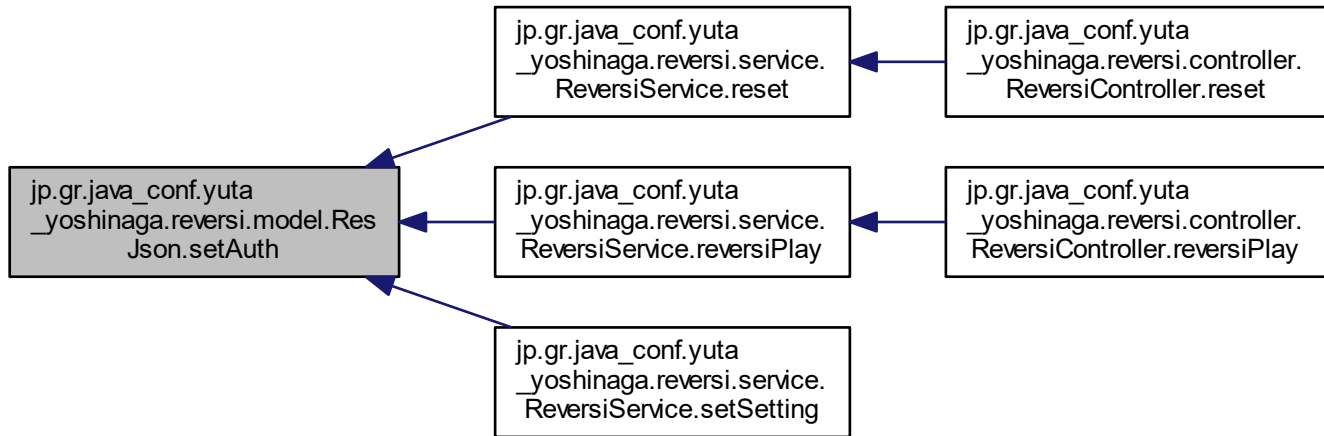 jp.gr.java_conf.yuta
_yoshinaga.reversi.service.
ReversiService.reset
jp.gr.java_conf.yuta
_yoshinaga.reversi.controller.
ReversiController.reset
jp.gr.java_conf.yuta
_yoshinaga.reversi.model.Res
Json.setAuth
jp.gr.java_conf.yuta
_yoshinaga.reversi.service.
ReversiService.reversiPlay
jp.gr.java_conf.yuta
_yoshinaga.reversi.controller.
ReversiController.reversiPlay
jp.gr.java_conf.yuta
_yoshinaga.reversi.service.
ReversiService.setSetting